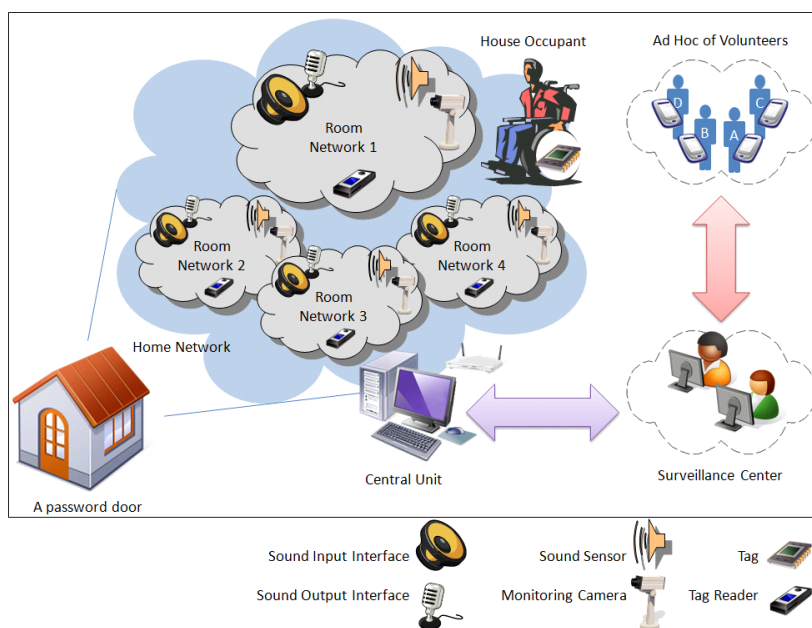 House Occupant
Ad Hoc of Volunteers
D
C
B
A
Room
Network 1
Room
Network 2
Room
Network 3
Room
Network 4
Home Network
Central Unit
Surveillance Center
A password door
Sound Input Interface
Sound Sensor
Tag
Sound Output Interface
Monitoring Camera
Tag Reader